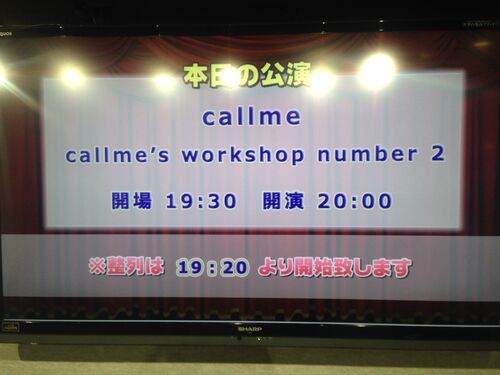 本日の公演
callme
callme's workshop number 2
開場 19:30 開演 20:00
※整列は 19:20 より開始致します
SHARP